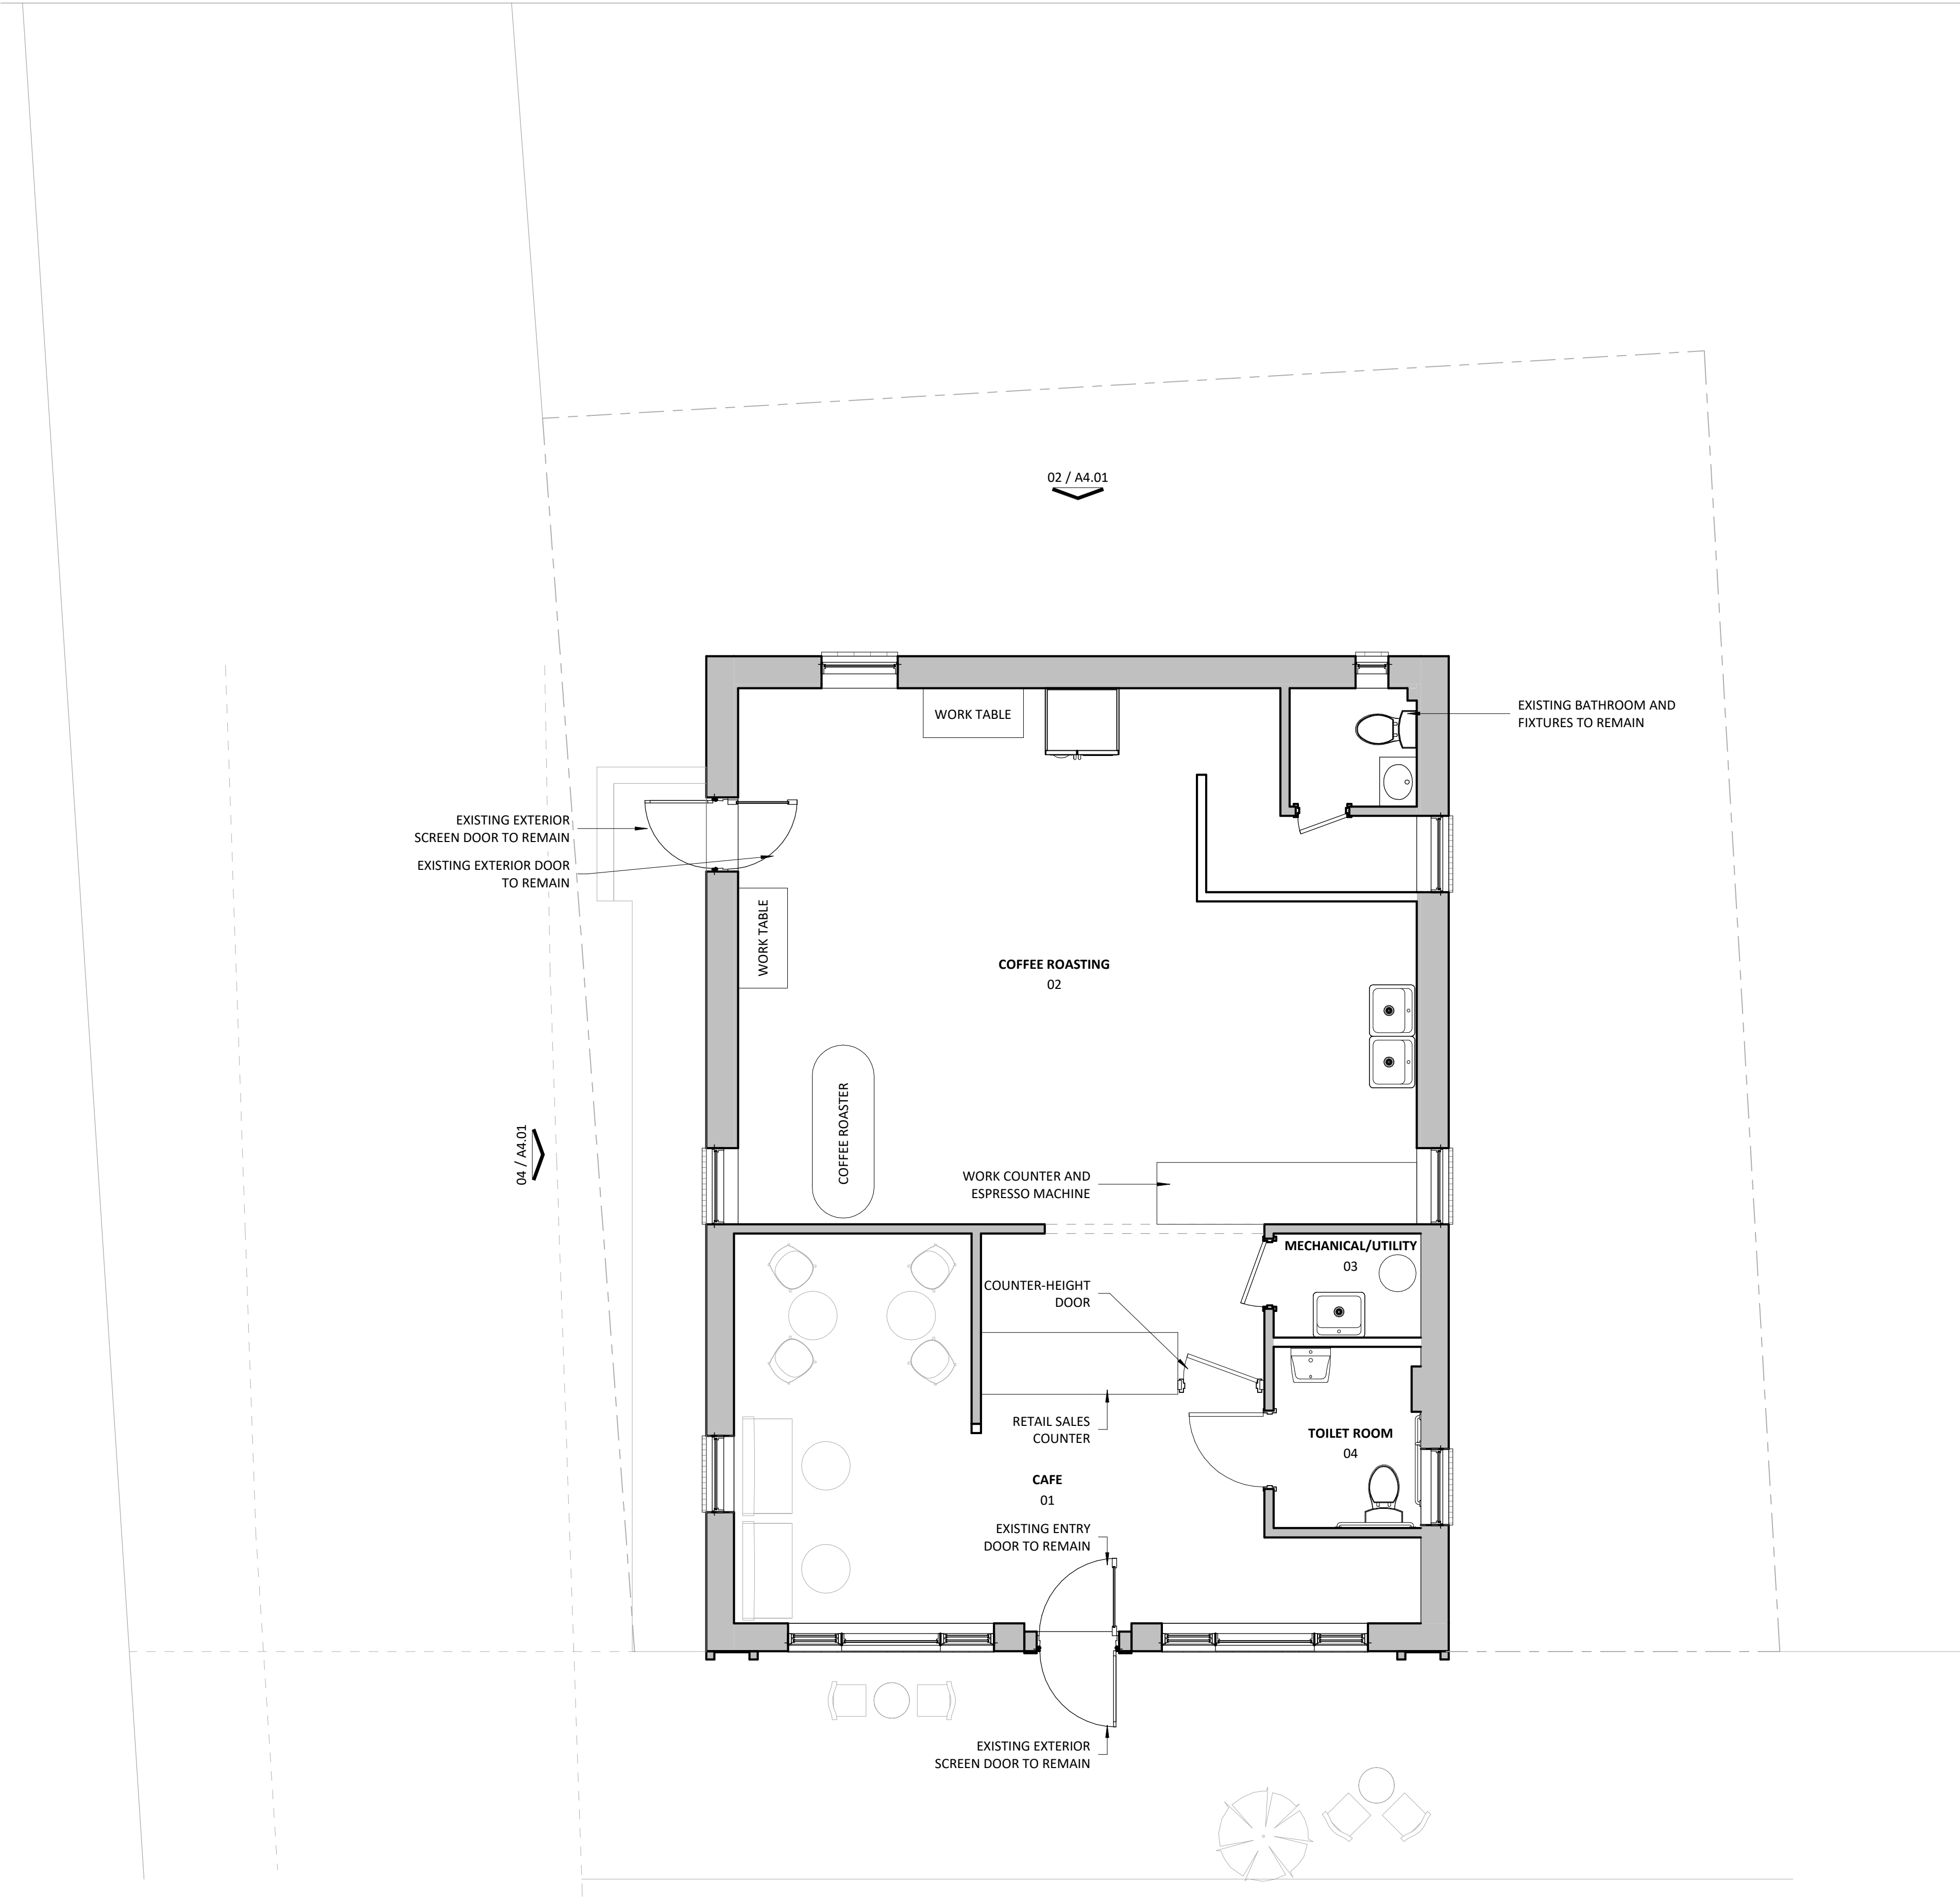 02 / A4.01
WORK TABLE
EXISTING BATHROOM AND
FIXTURES TO REMAIN
EXISTING EXTERIOR
SCREEN DOOR TO REMAIN
EXISTING EXTERIOR DOOR
TO REMAIN
WORK TABLE
COFFEE ROASTING
02
04 / A4.01
COFFEE ROASTER
WORK COUNTER AND
ESPRESSO MACHINE
MECHANICAL/UTILITY
03
COUNTER-HEIGHT
DOOR
RETAIL SALES
COUNTER
TOILET ROOM
04
CAFE
01
EXISTING ENTRY
DOOR TO REMAIN
EXISTING EXTERIOR
SCREEN DOOR TO REMAIN